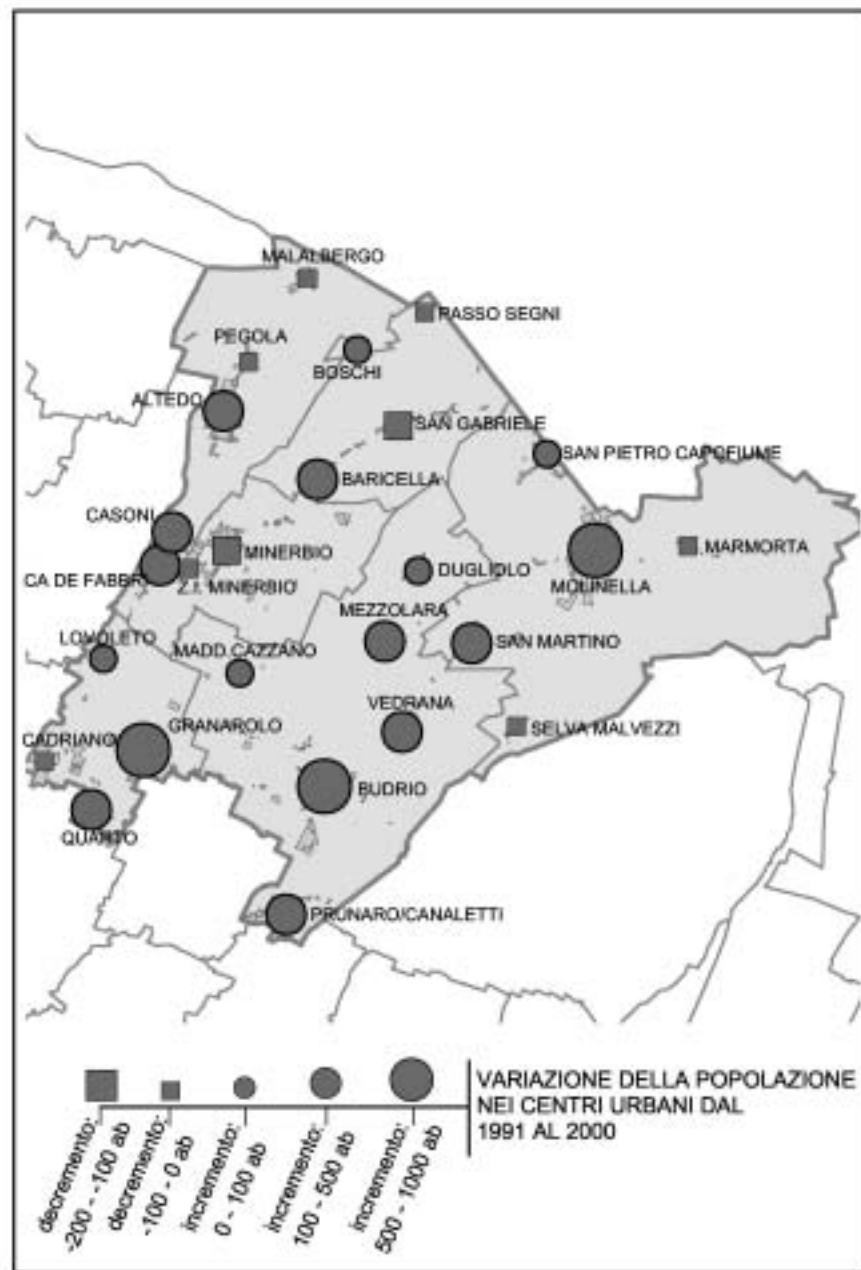 MALALBERGO
PASSO SEGNI
PEGOLA
BOSCHI
ALTEDO
SAN GABRIELE
SAN PIETRO CAPOFIUME
BARICELLA
CASONI
MINERBIO
MARMORTA
CA DE FABBRI
Z.I. MINERBIO
DUGLIOLO
MOLINELLA
MEZZOLARA
LOVOLETO
MADD.CAZZANO
SAN MARTINO
VEDRANA
GRANAROLO
SELVA MALVEZZI
CADRIANO
BUDRIO
QUARTO
PRUNARO/CANALETTI
decremento:
-200 - -100 ab
decremento:
-100 - 0 ab
incremento:
0 - 100 ab
incremento:
100 - 500 ab
incremento:
500 - 1000 ab
VARIAZIONE DELLA POPOLAZIONE
NEI CENTRI URBANI DAL
1991 AL 2000